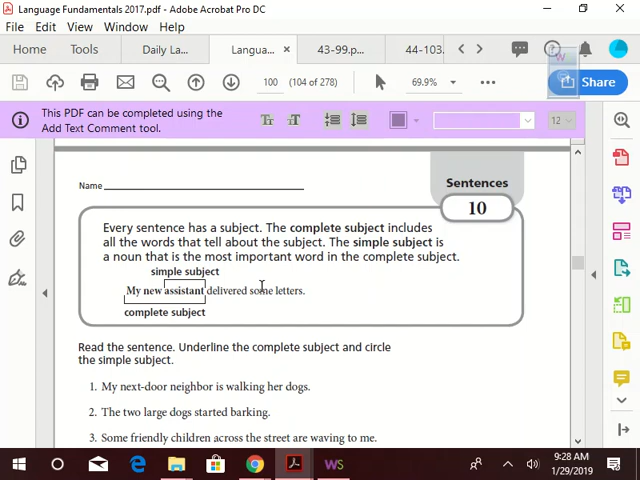 Language Fundamentals 2017.pdf - Adobe Acrobat Pro DC
File Edit View Window Help
Home Tools Daily La... Langua... × 43-99.p... 44-103.
100 (104 of 278) 69.9% Share
This PDF can be completed using the
Add Text Comment tool.
12
Name
Sentences
10
Every sentence has a subject. The complete subject includes
all the words that tell about the subject. The simple subject is
a noun that is the most important word in the complete subject.
simple subject
My new assistant delivered some letters.
complete subject
Read the sentence. Underline the complete subject and circle
the simple subject.
1. My next-door neighbor is walking her dogs.
2. The two large dogs started barking.
3. Some friendly children across the street are waving to me.
9:28 AM
1/29/2019